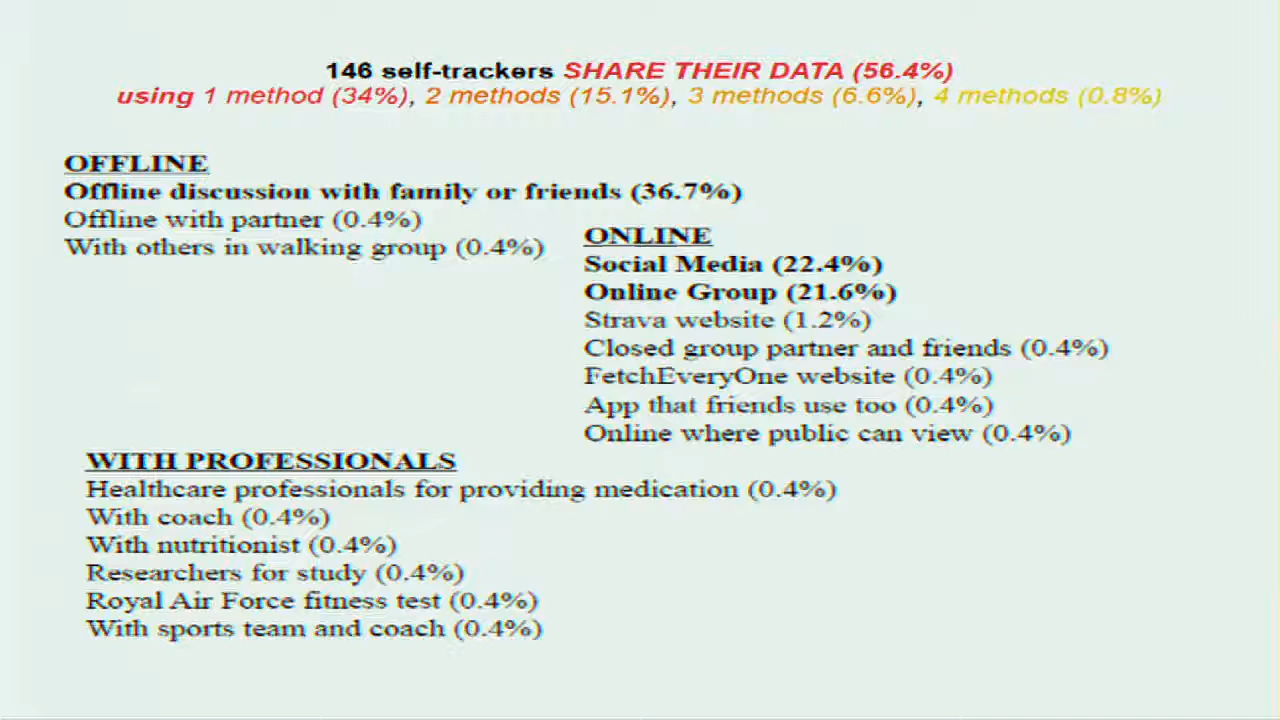 146 self-trackers SHARE THEIR DATA (56.4%)
using 1 method (34%), 2 methods (15.1%), 3 methods (6.6%), 4 methods (0.8%)
OFFLINE
Offline discussion with family or friends (36.7%)
Offline with partner (0.4%)
With others in walking group (0.4%)
ONLINE
Social Media (22.4%)
Online Group (21.6%)
Strava website (1.2%)
Closed group partner and friends (0.4%)
FetchEveryOne website (0.4%)
App that friends use too (0.4%)
Online where public can view (0.4%)
WITH PROFESSIONALS
Healthcare professionals for providing medication (0.4%)
With coach (0.4%)
With nutritionist (0.4%)
Researchers for study (0.4%)
Royal Air Force fitness test (0.4%)
With sports team and coach (0.4%)